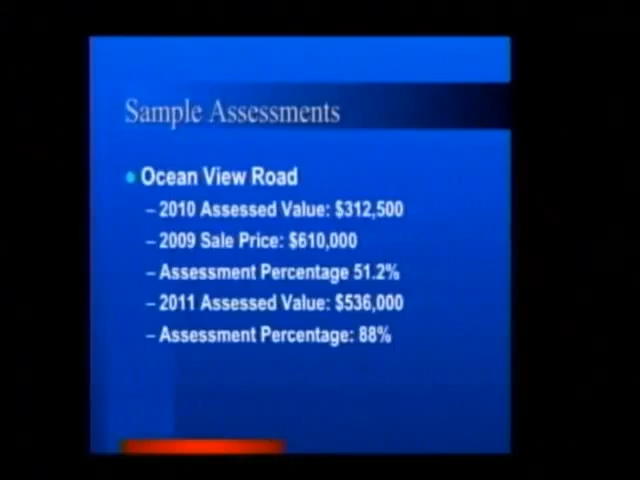 Sample Assessments
Ocean View Road
– 2010 Assessed Value: $312,500
– 2009 Sale Price: $610,000
– Assessment Percentage 51.2%
– 2011 Assessed Value: $536,000
– Assessment Percentage: 88%